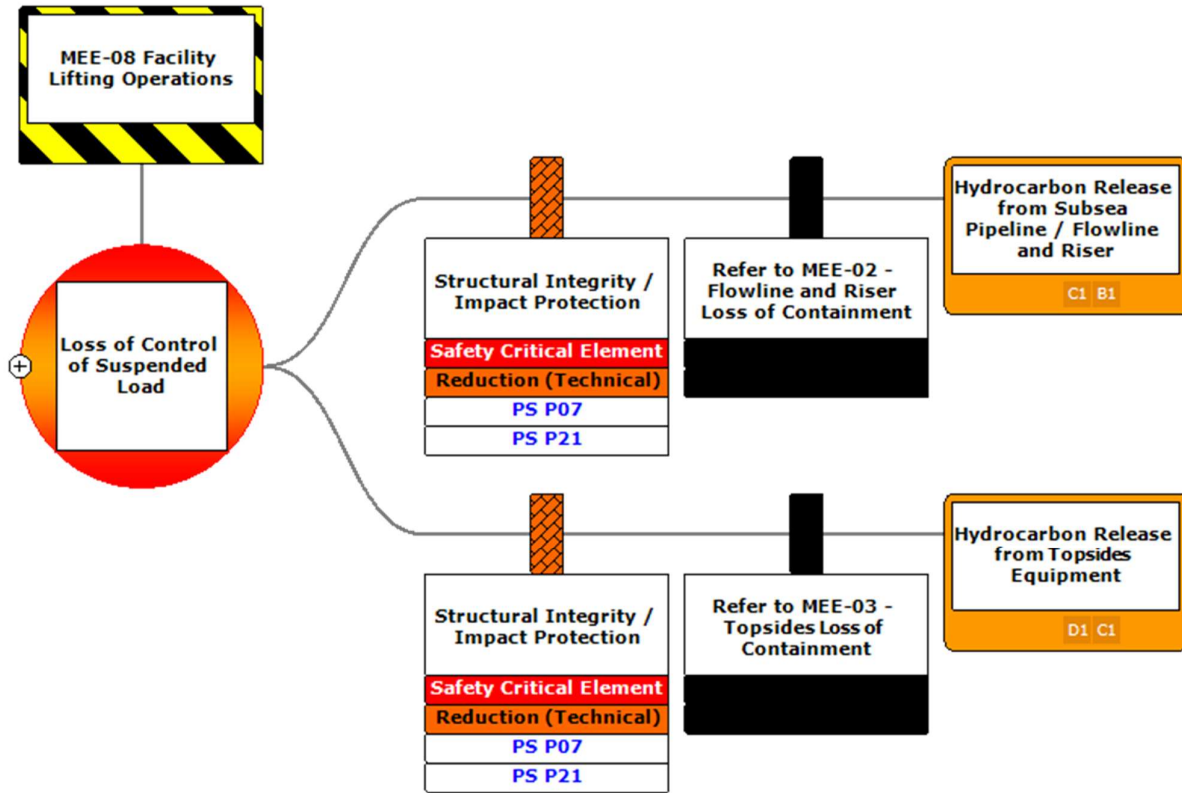 MEE-08 Facility
Lifting Operations
Loss of Control
of Suspended
Load
Structural Integrity /
Impact Protection
Safety Critical Element
Reduction (Technical)
PS P07
PS P21
Refer to MEE-02 -
Flowline and Riser
Loss of Containment
Hydrocarbon Release
from Subsea
Pipeline / Flowline
and Riser
C1 B1
Structural Integrity /
Impact Protection
Safety Critical Element
Reduction (Technical)
PS P07
PS P21
Refer to MEE-03 -
Topsides Loss of
Containment
Hydrocarbon Release
from Topsides
Equipment
D1 C1